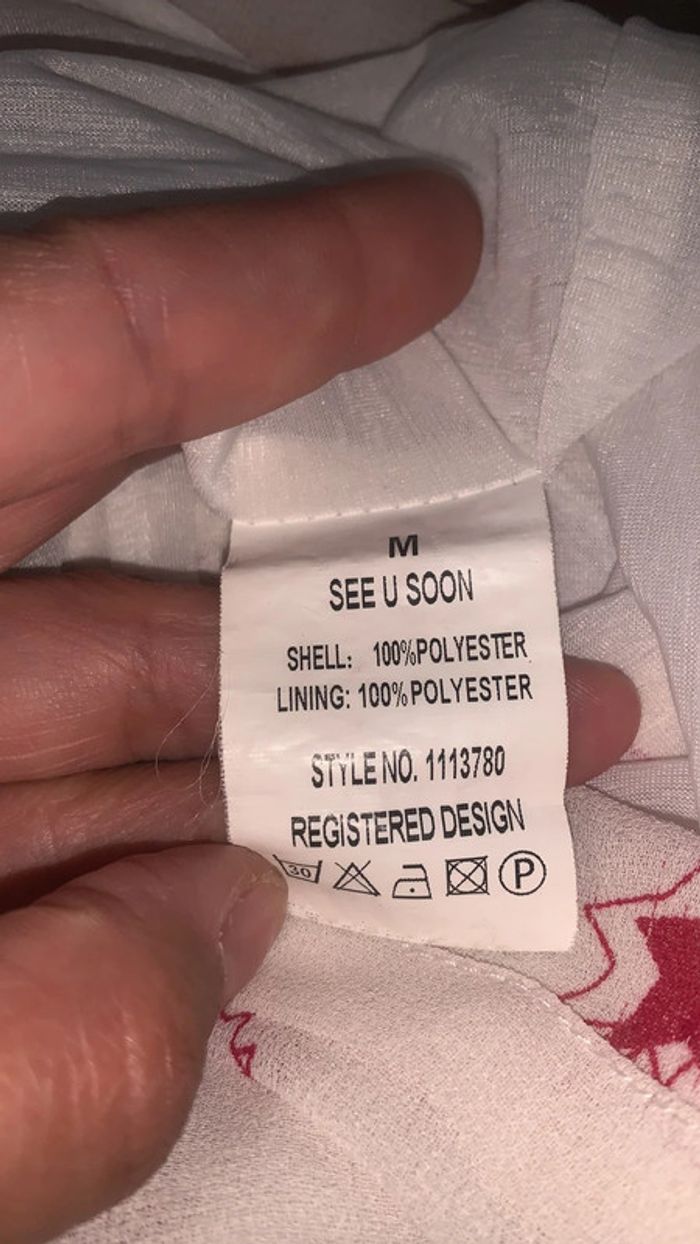 M
SEE U SOON
SHELL: 100%POLYESTER
LINING: 100%POLYESTER
STYLE NO. 1113780
REGISTERED DESIGN
30 P